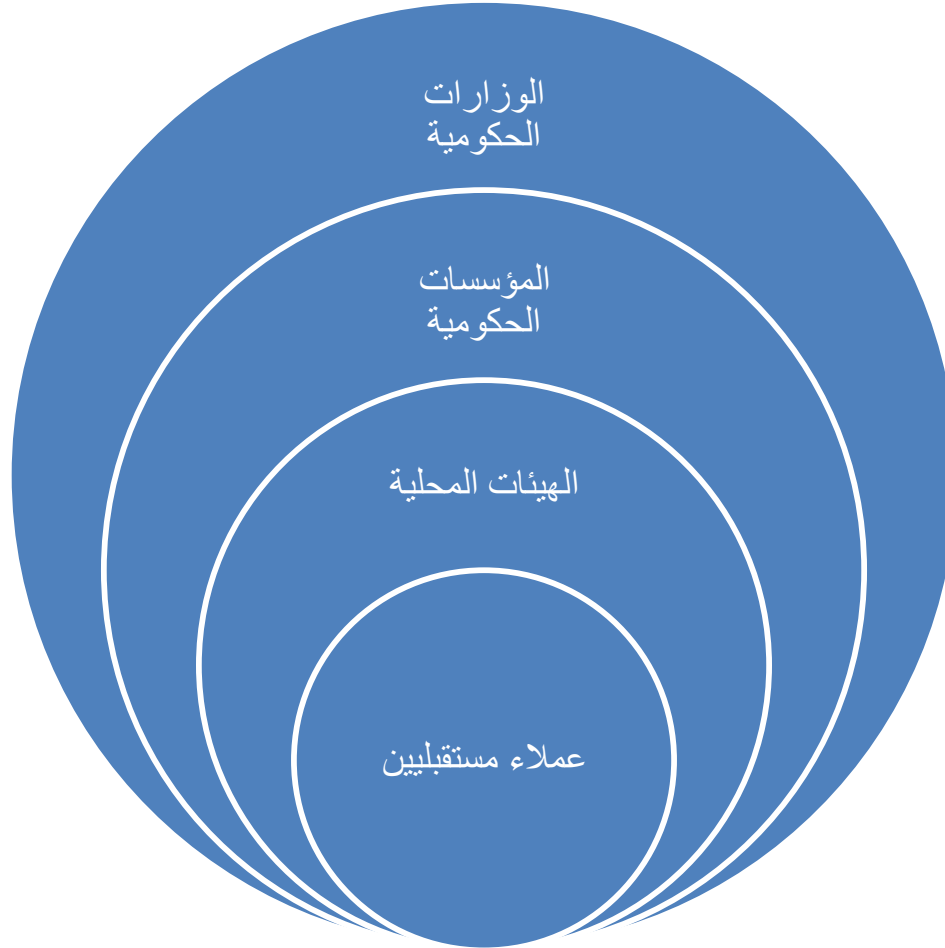 الوزارات
الحكومية
المؤسسات
الحكومية
الهيئات المحلية
عملاء مستقبليين